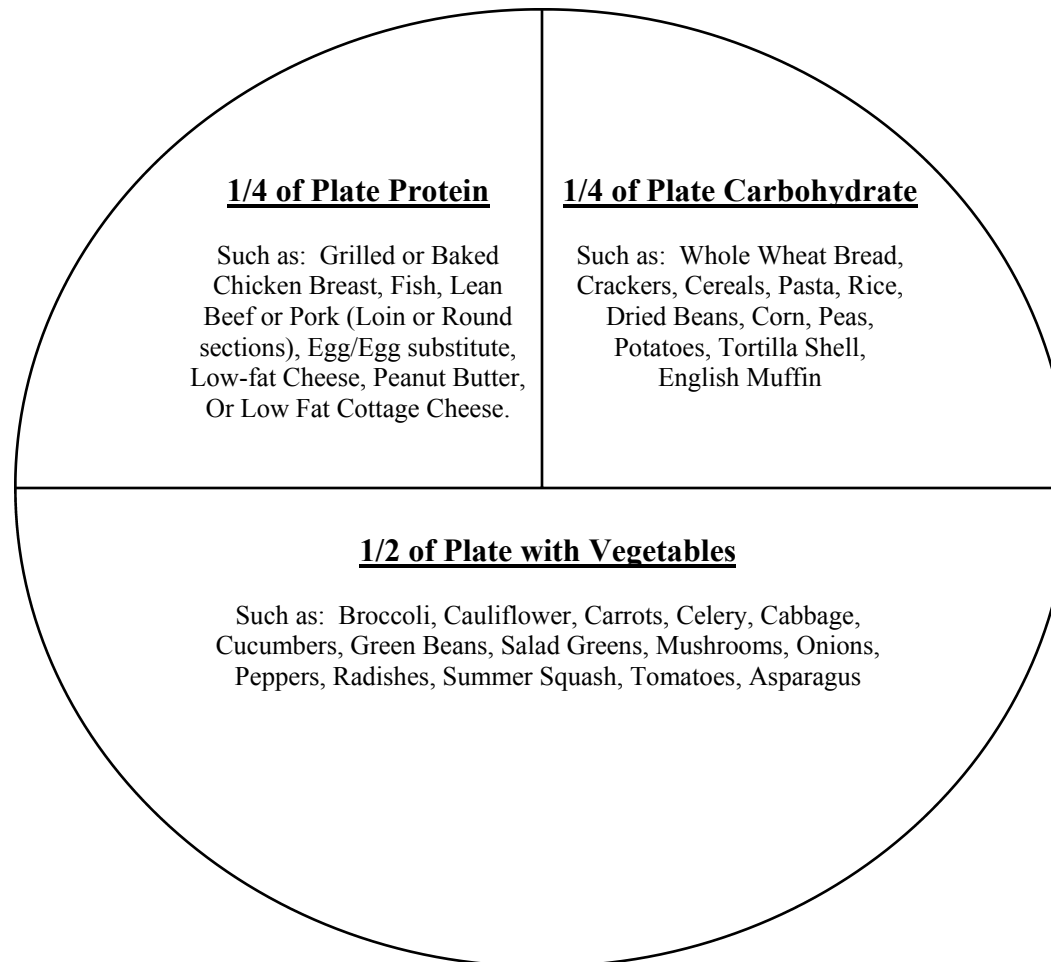 1/4 of Plate Protein
Such as:  Grilled or Baked
Chicken Breast, Fish, Lean
Beef or Pork (Loin or Round
sections), Egg/Egg substitute,
Low-fat Cheese, Peanut Butter,
Or Low Fat Cottage Cheese.
1/4 of Plate Carbohydrate
Such as:  Whole Wheat Bread,
Crackers, Cereals, Pasta, Rice,
Dried Beans, Corn, Peas,
Potatoes, Tortilla Shell,
English Muffin
1/2 of Plate with Vegetables
Such as:  Broccoli, Cauliflower, Carrots, Celery, Cabbage,
Cucumbers, Green Beans, Salad Greens, Mushrooms, Onions,
Peppers, Radishes, Summer Squash, Tomatoes, Asparagus